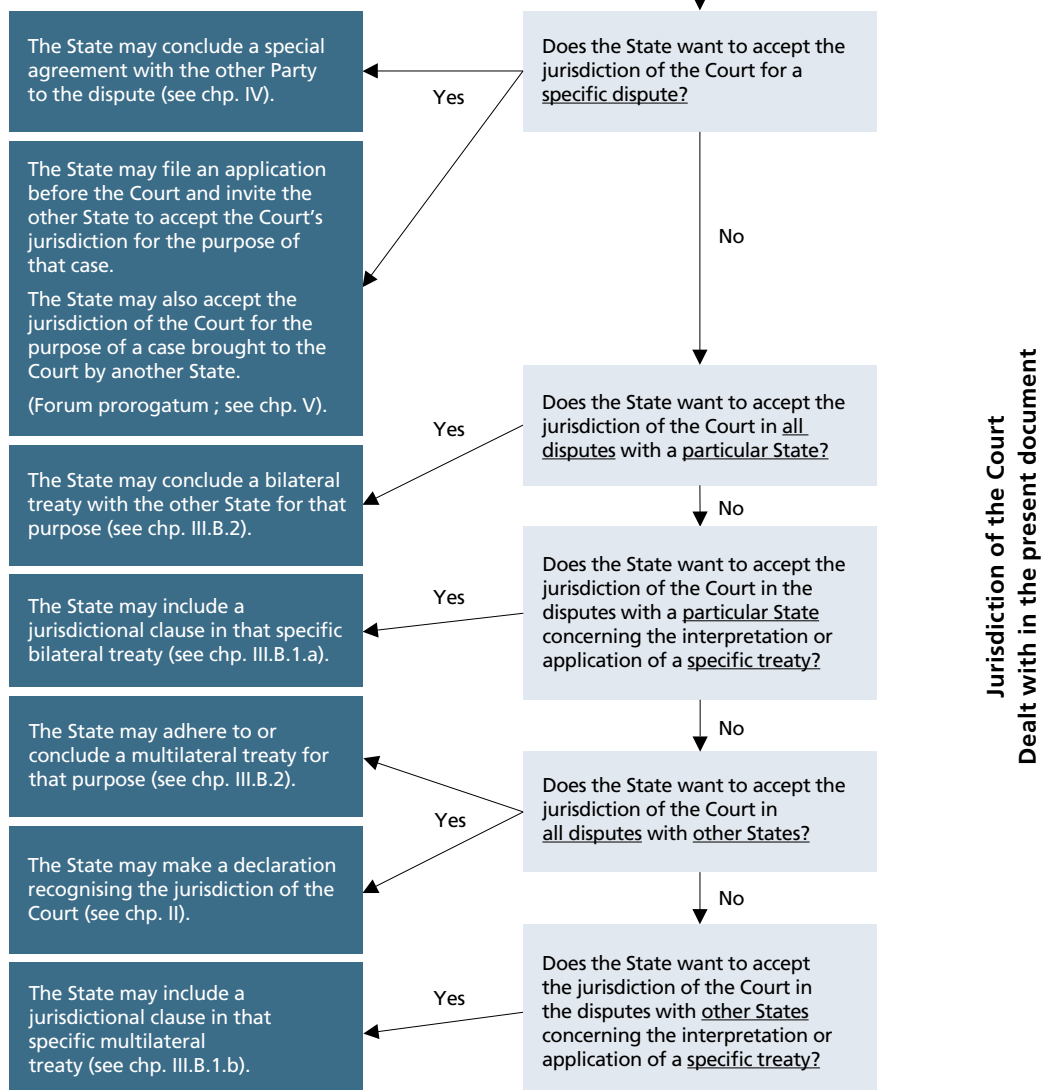 The State may conclude a special
agreement with the other Party
to the dispute (see chp. IV).
Yes
Does the State want to accept the
jurisdiction of the Court for a
specific dispute?
The State may file an application
before the Court and invite the
other State to accept the Court's
jurisdiction for the purpose of
that case.
The State may also accept the
jurisdiction of the Court for the
purpose of a case brought to the
Court by another State.
(Forum prorogatum ; see chp. V).
No
Does the State want to accept the
jurisdiction of the Court in all
disputes with a particular State?
Yes
The State may conclude a bilateral
treaty with the other State for that
purpose (see chp. III.B.2).
No
Does the State want to accept the
jurisdiction of the Court in the
disputes with a particular State
concerning the interpretation or
application of a specific treaty?
Yes
The State may include a
jurisdictional clause in that specific
bilateral treaty (see chp. III.B.1.a).
No
The State may adhere to or
conclude a multilateral treaty for
that purpose (see chp. III.B.2).
Yes
Does the State want to accept the
jurisdiction of the Court in
all disputes with other States?
The State may make a declaration
recognising the jurisdiction of the
Court (see chp. II).
No
Does the State want to accept
the jurisdiction of the Court in
the disputes with other States
concerning the interpretation or
application of a specific treaty?
Yes
The State may include a
jurisdictional clause in that
specific multilateral
treaty (see chp. III.B.1.b).
Jurisdiction of the Court
Dealt with in the present document